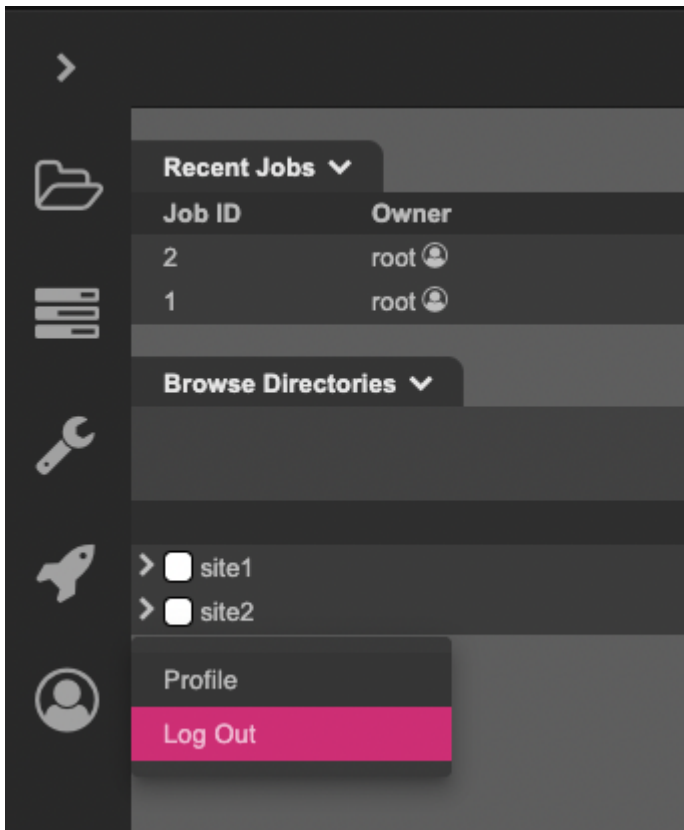 Recent Jobs
Job ID Owner
2 root
1 root
Browse Directories
site1
site2
Profile
Log Out